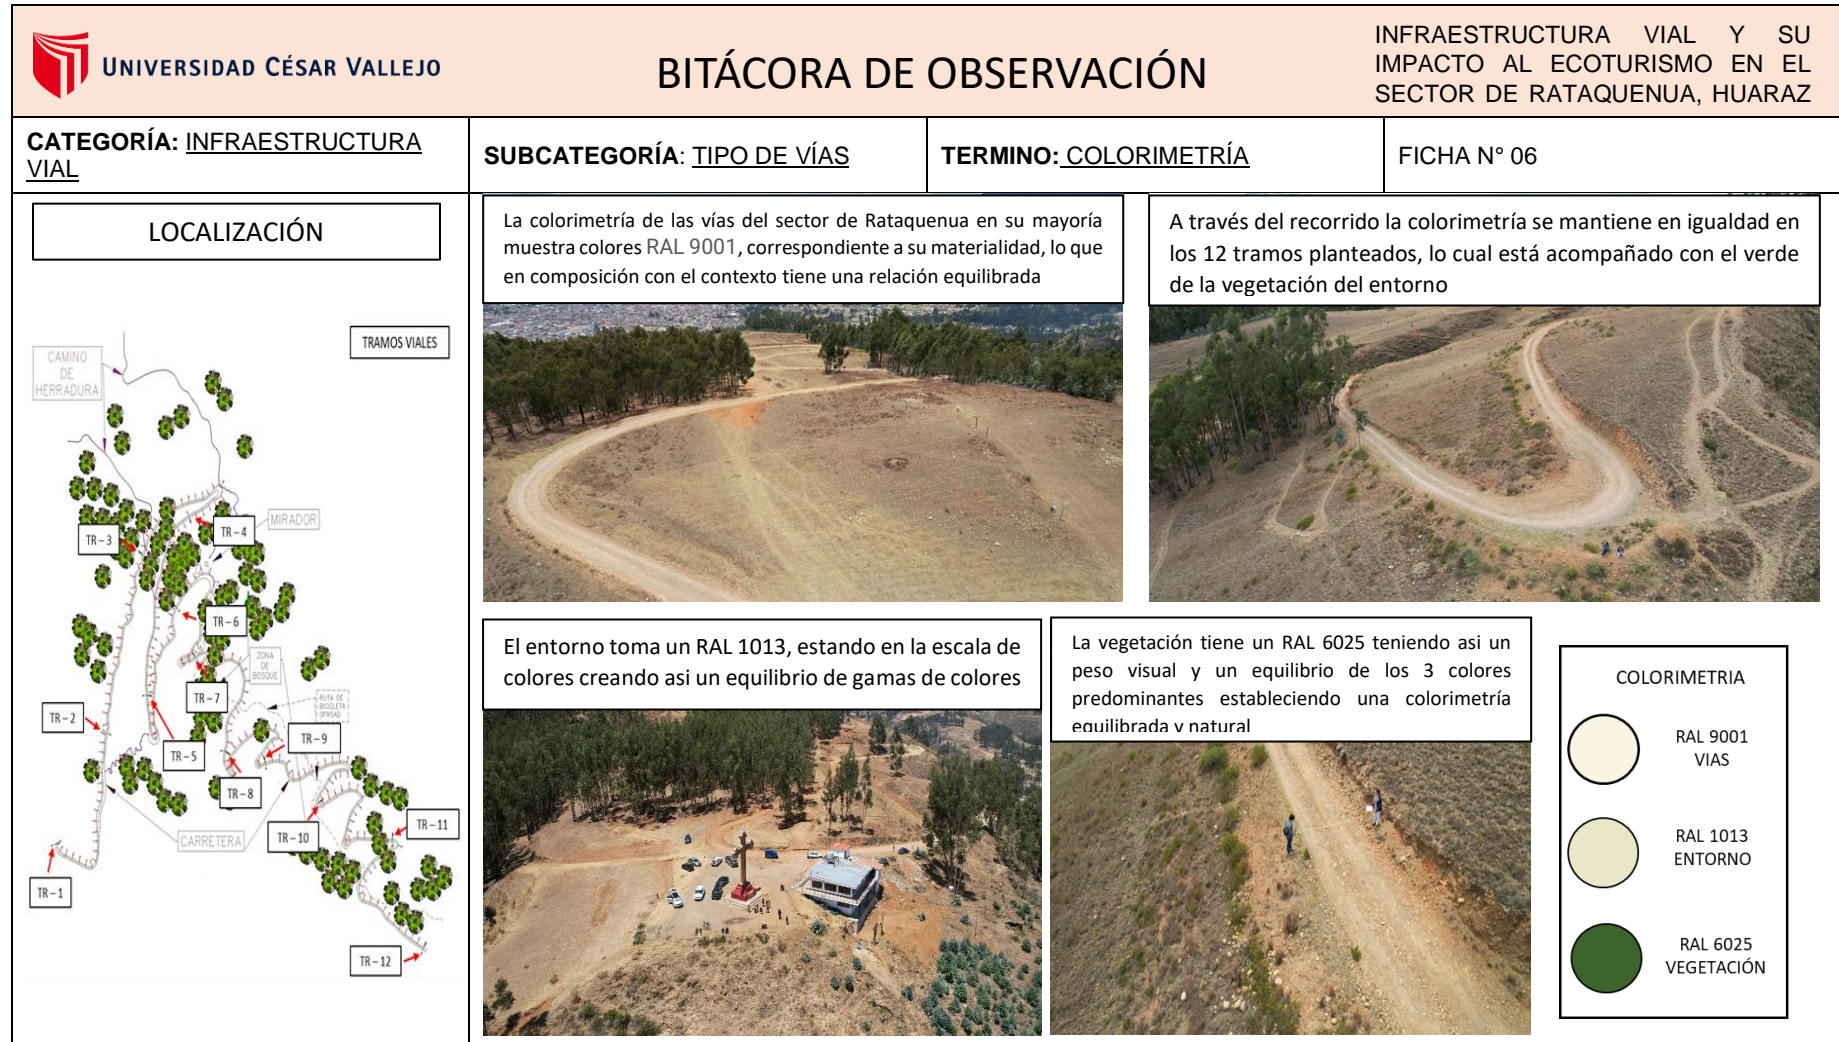 UNIVERSIDAD CÉSAR VALLEJO
BITÁCORA DE OBSERVACIÓN
INFRAESTRUCTURA VIAL Y SU
IMPACTO AL ECOTURISMO EN EL
SECTOR DE RATAQUENUA, HUARAZ
CATEGORÍA: INFRAESTRUCTURA
VIAL
SUBCATEGORÍA: TIPO DE VÍAS
TERMINO: COLORIMETRÍA
FICHA N° 06
LOCALIZACIÓN
TRAMOS VIALES
CAMINO
DE
HERRADURA
MIRADOR
TR – 4
TR – 3
TR – 6
ZONA
DE
BOSQUE
TR – 7
RUTA DE
BICICLETA
OFROAD
TR – 2
TR – 9
TR – 5
TR – 8
TR – 11
TR – 10
CARRETERA
TR – 1
TR – 12
La colorimetría de las vías del sector de Rataquenua en su mayoría
muestra colores RAL 9001, correspondiente a su materialidad, lo que
en composición con el contexto tiene una relación equilibrada
A través del recorrido la colorimetría se mantiene en igualdad en
los 12 tramos planteados, lo cual está acompañado con el verde
de la vegetación del entorno
El entorno toma un RAL 1013, estando en la escala de
colores creando asi un equilibrio de gamas de colores
La vegetación tiene un RAL 6025 teniendo asi un
peso visual y un equilibrio de los 3 colores
predominantes estableciendo una colorimetría
equilibrada y natural
COLORIMETRIA
RAL 9001
VIAS
RAL 1013
ENTORNO
RAL 6025
VEGETACIÓN